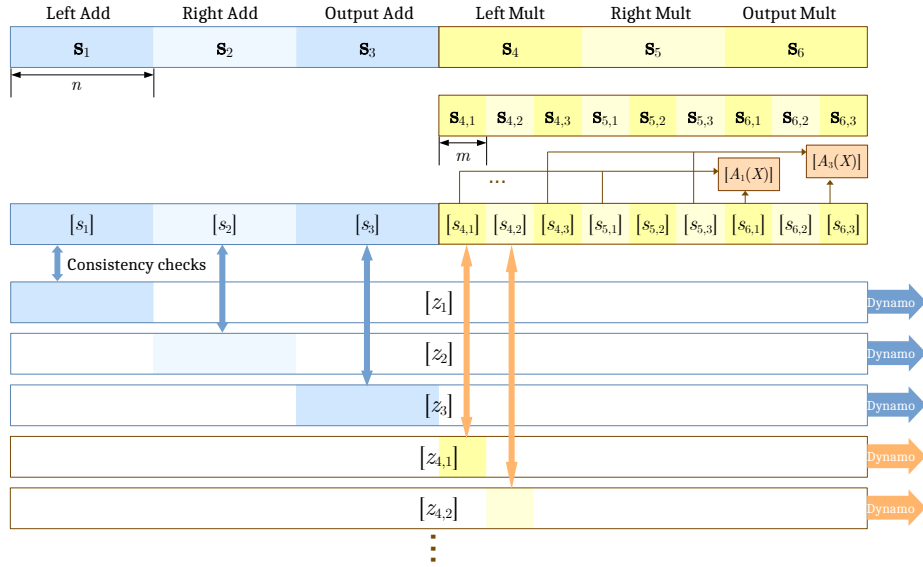 Left Add Right Add Output Add Left Mult Right Mult Output Mult
𝐬₁ 𝐬₂ 𝐬₃ 𝐬₄ 𝐬₅ 𝐬₆
n
𝐬₄,₁ 𝐬₄,₂ 𝐬₄,₃ 𝐬₅,₁ 𝐬₅,₂ 𝐬₅,₃ 𝐬₆,₁ 𝐬₆,₂ 𝐬₆,₃
m
[A₃(X)]
... [A₁(X)]
[s₁] [s₂] [s₃] [s₄,₁] [s₄,₂] [s₄,₃] [s₅,₁] [s₅,₂] [s₅,₃] [s₆,₁] [s₆,₂] [s₆,₃]
Consistency checks
[z₁] Dynamo
[z₂] Dynamo
[z₃] Dynamo
[z₄,₁] Dynamo
[z₄,₂] Dynamo